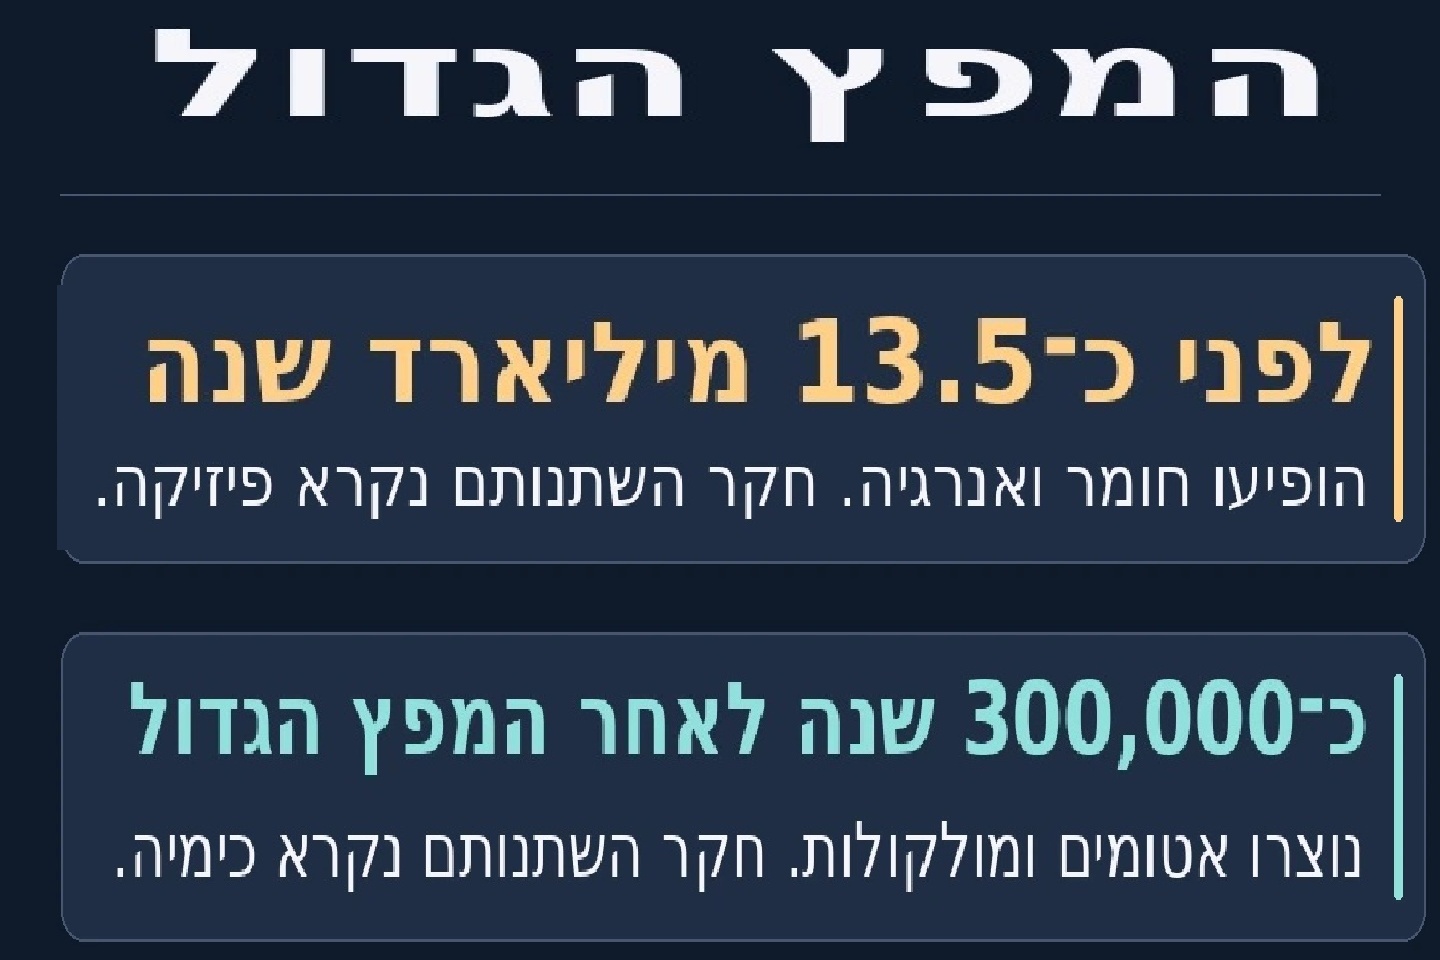 המפץ הגדול
לפני כ־13.5 מיליארד שנה
הופיעו חומר ואנרגיה. חקר השתנותם נקרא פיזיקה.
כ־300,000 שנה לאחר המפץ הגדול
נוצרו אטומים ומולקולות. חקר השתנותם נקרא כימיה.